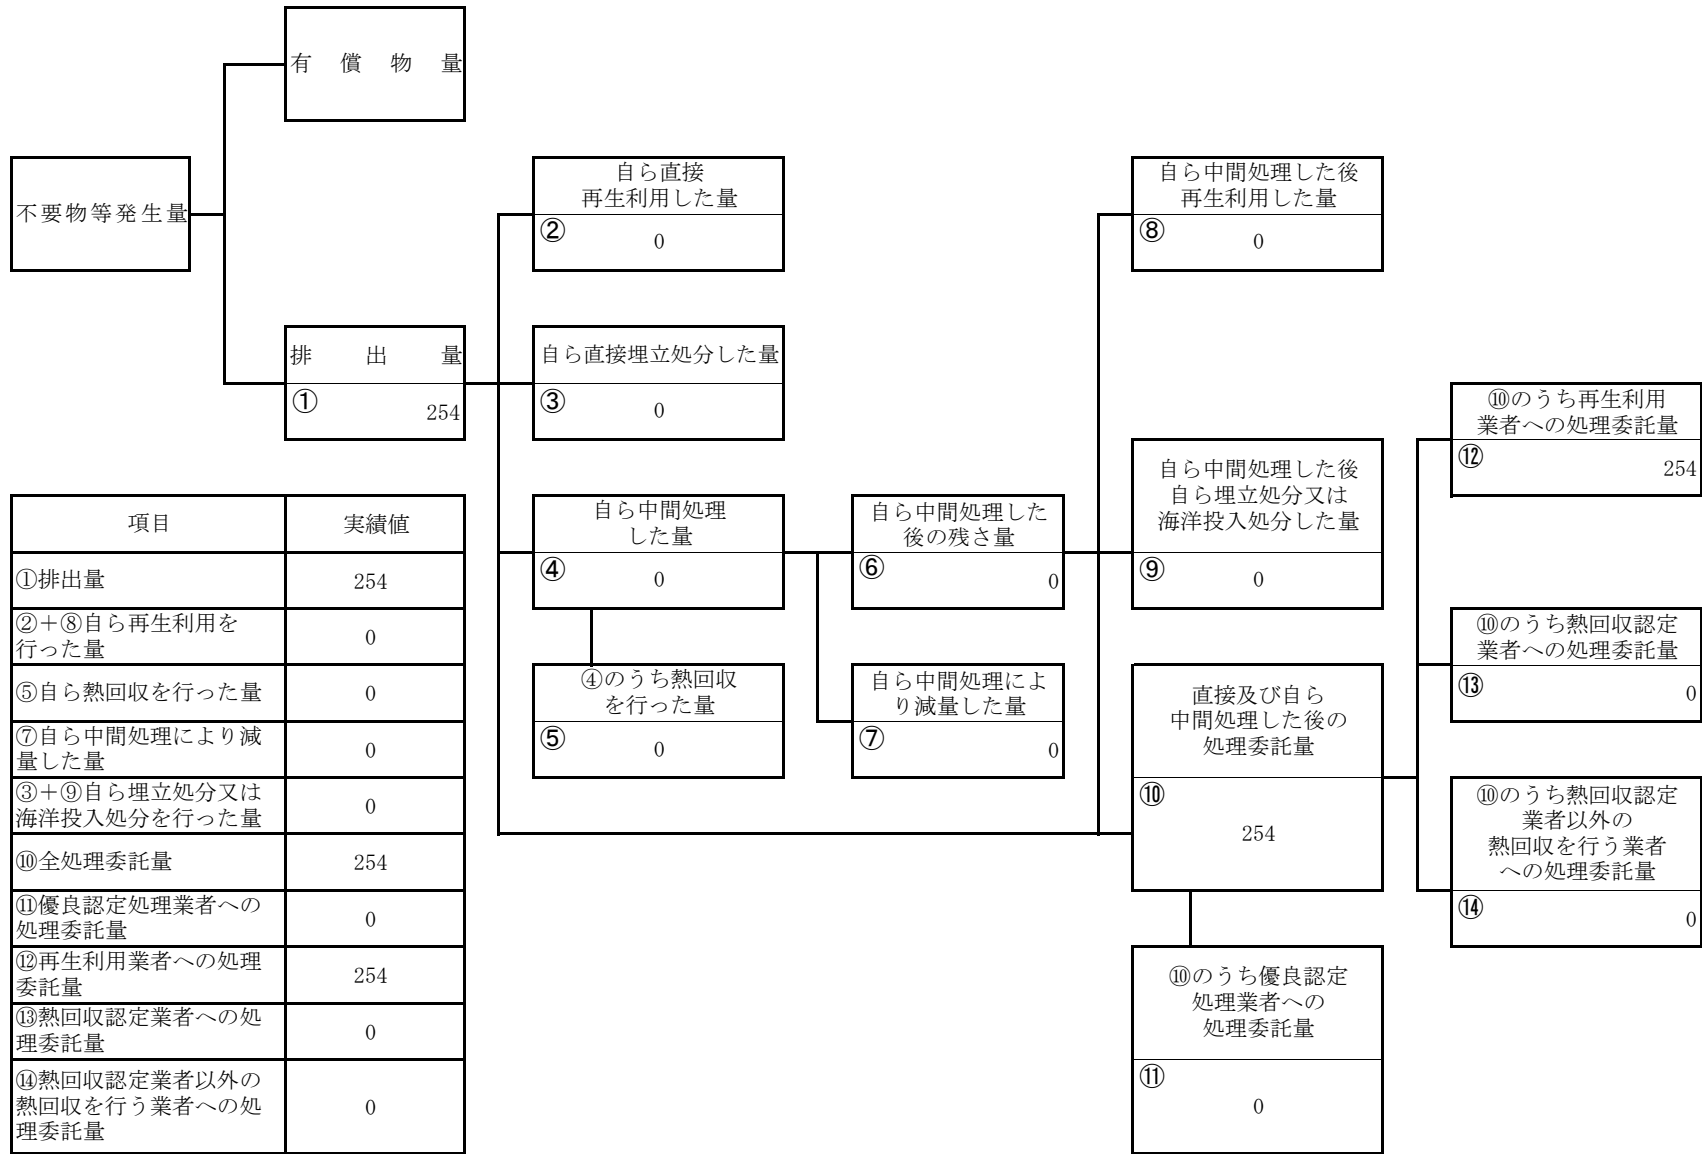 有償物量
不要物等発生量
排出量
①
254
自ら直接
再生利用した量
②
0
自ら直接埋立処分した量
③
0
自ら中間処理
した量
④
0
④のうち熱回収
を行った量
⑤
0
自ら中間処理した
後の残さ量
⑥
0
自ら中間処理によ
り減量した量
⑦
0
自ら中間処理した後
再生利用した量
⑧
0
自ら中間処理した後
自ら埋立処分又は
海洋投入処分した量
⑨
0
直接及び自ら
中間処理した後の
処理委託量
⑩
254
⑩のうち優良認定
処理業者への
処理委託量
⑪
0
⑩のうち再生利用
業者への処理委託量
⑫
254
⑩のうち熱回収認定
業者への処理委託量
⑬
0
⑩のうち熱回収認定
業者以外の
熱回収を行う業者
への処理委託量
⑭
0
項目 実績値
①排出量 254
②＋⑧自ら再生利用を
行った量 0
⑤自ら熱回収を行った量 0
⑦自ら中間処理により減
量した量 0
③＋⑨自ら埋立処分又は
海洋投入処分を行った量 0
⑩全処理委託量 254
⑪優良認定処理業者への
処理委託量 0
⑫再生利用業者への処理
委託量 254
⑬熱回収認定業者への処
理委託量 0
⑭熱回収認定業者以外の
熱回収を行う業者への処
理委託量 0